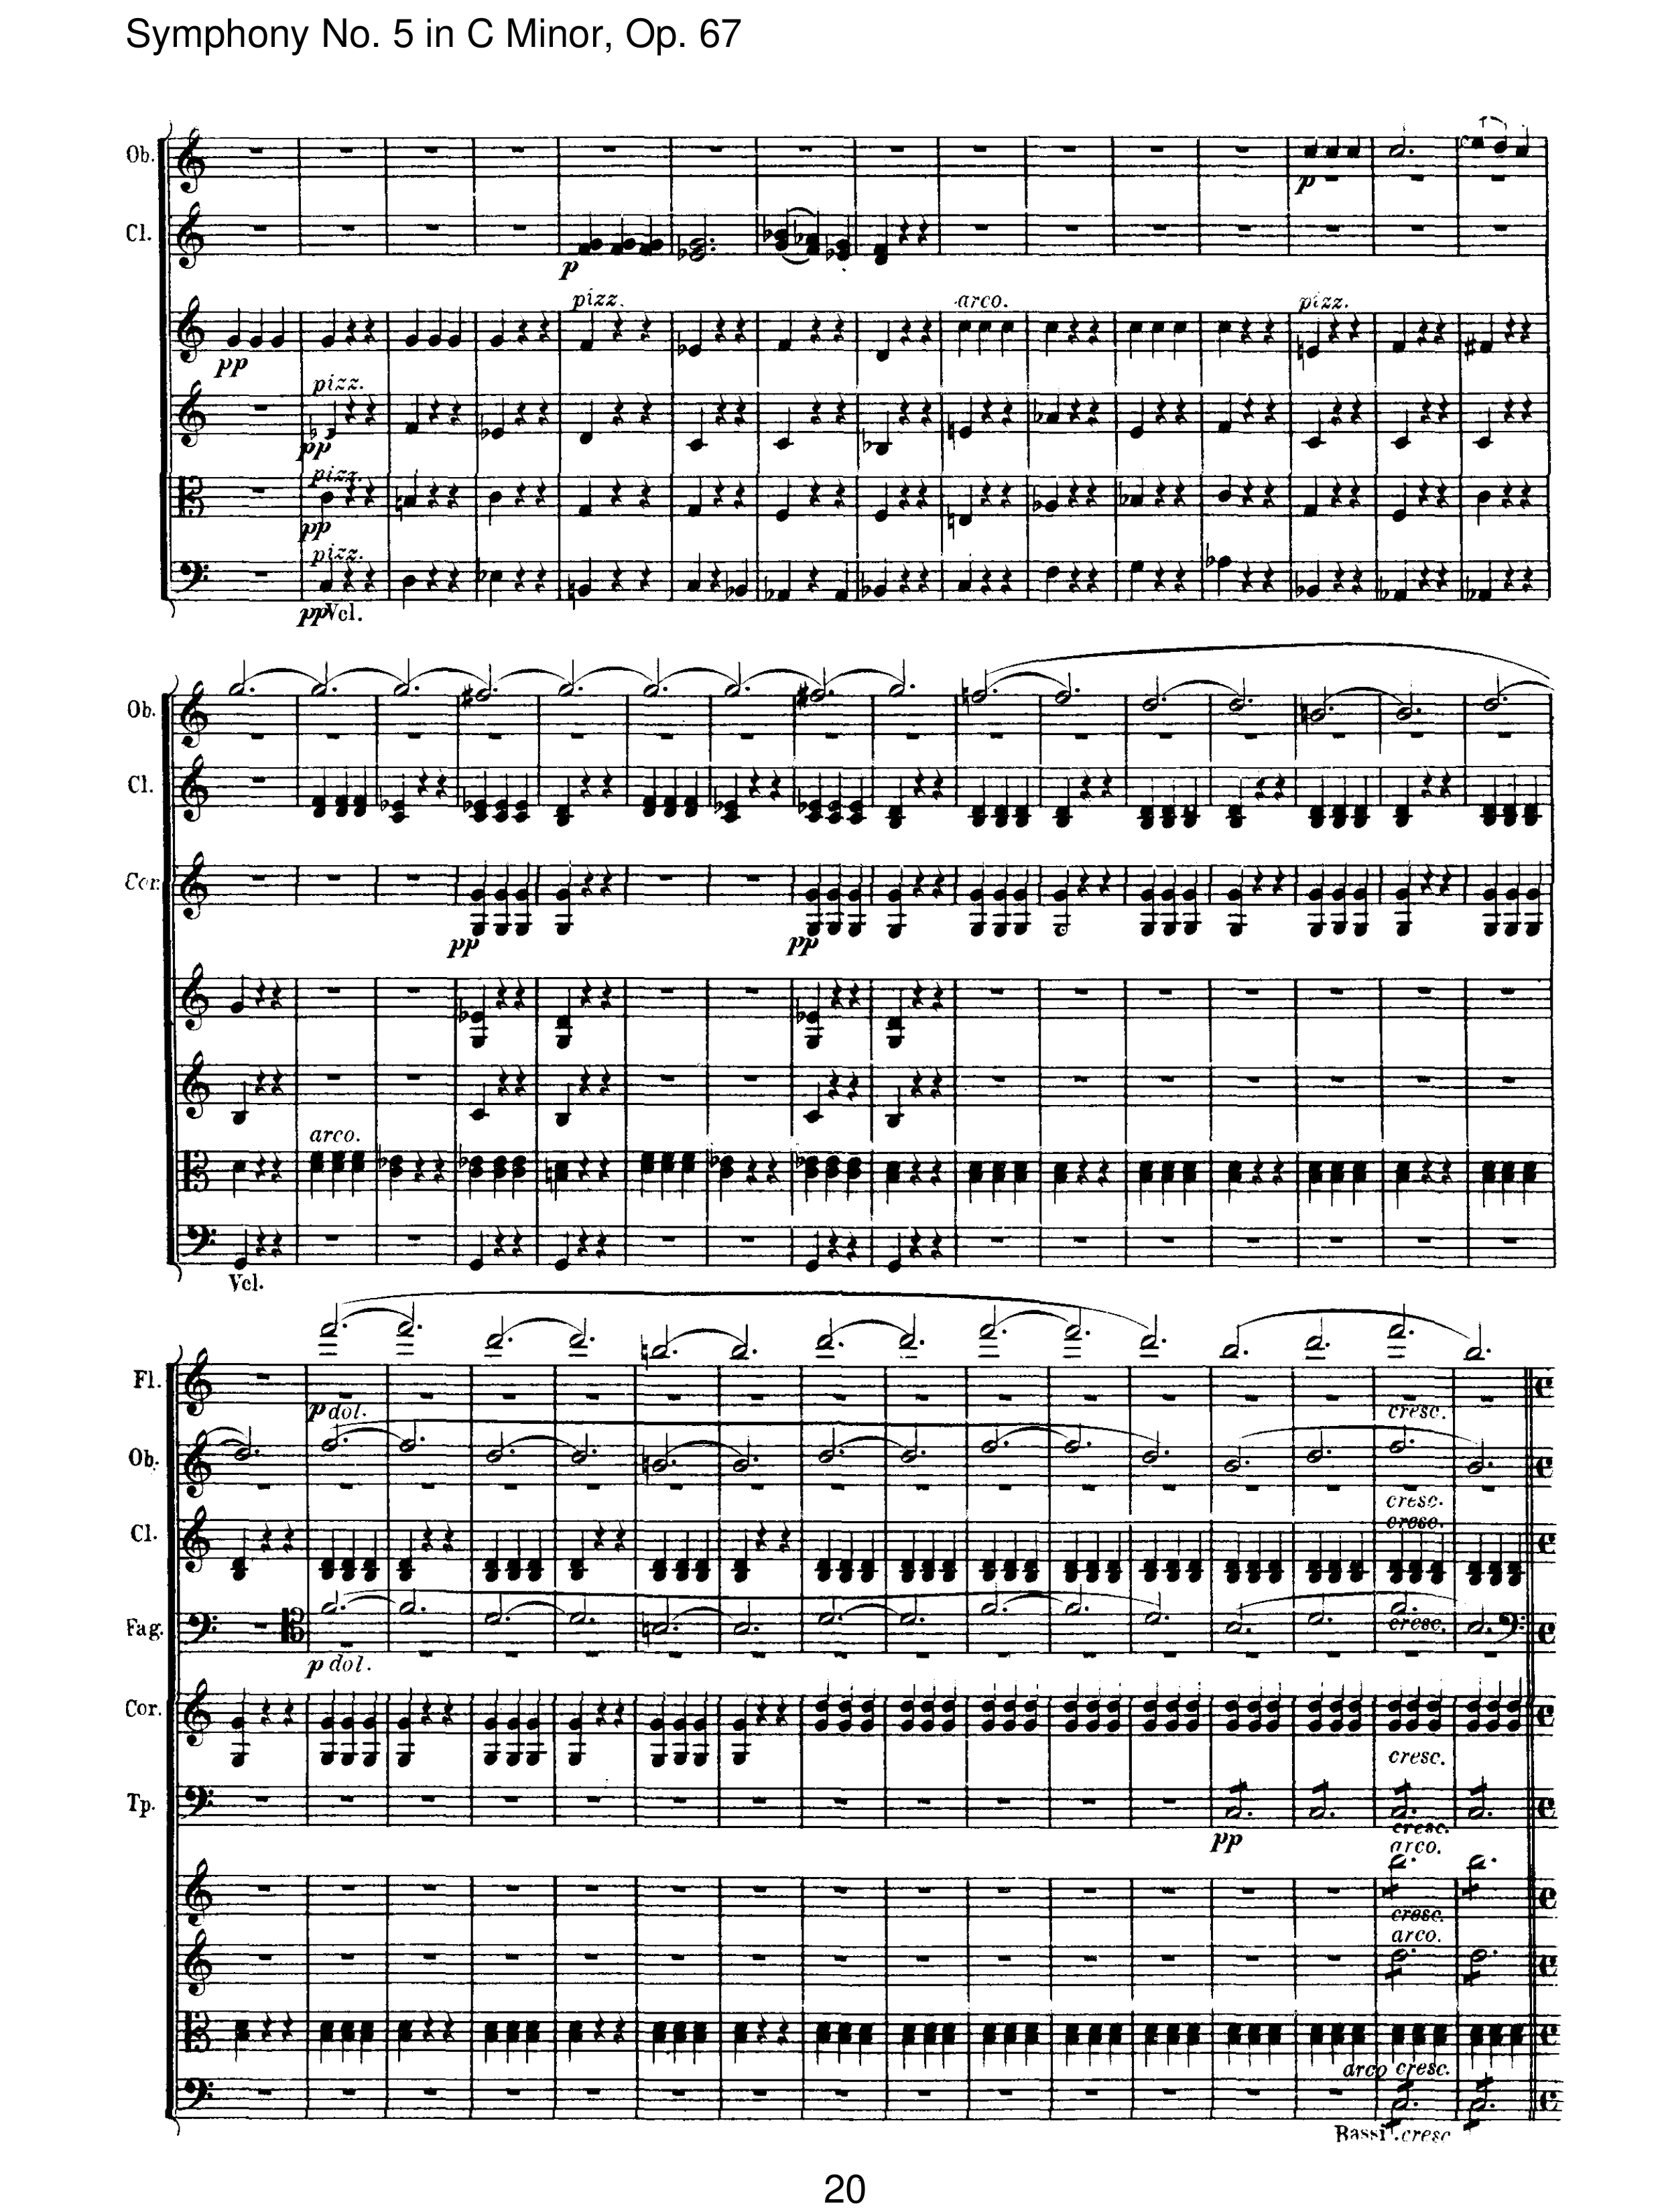 Symphony No. 5 in C Minor, Op. 67
Ob.
p
Cl.
p
pizz. arco. pizz.
pp
pizz.
pp
pizz.
pp
pizz.
pp Vcl.
Ob.
Cl.
Cor.
pp pp
arco.
Vcl.
Fl.
p dol. cresc.
Ob.
cresc.
Cl.
cresc.
Fag.
cresc.
p dol.
Cor.
cresc.
Tp.
pp
cresc.
arco.
cresc.
arco.
arco cresc.
Bassi. cresc
20